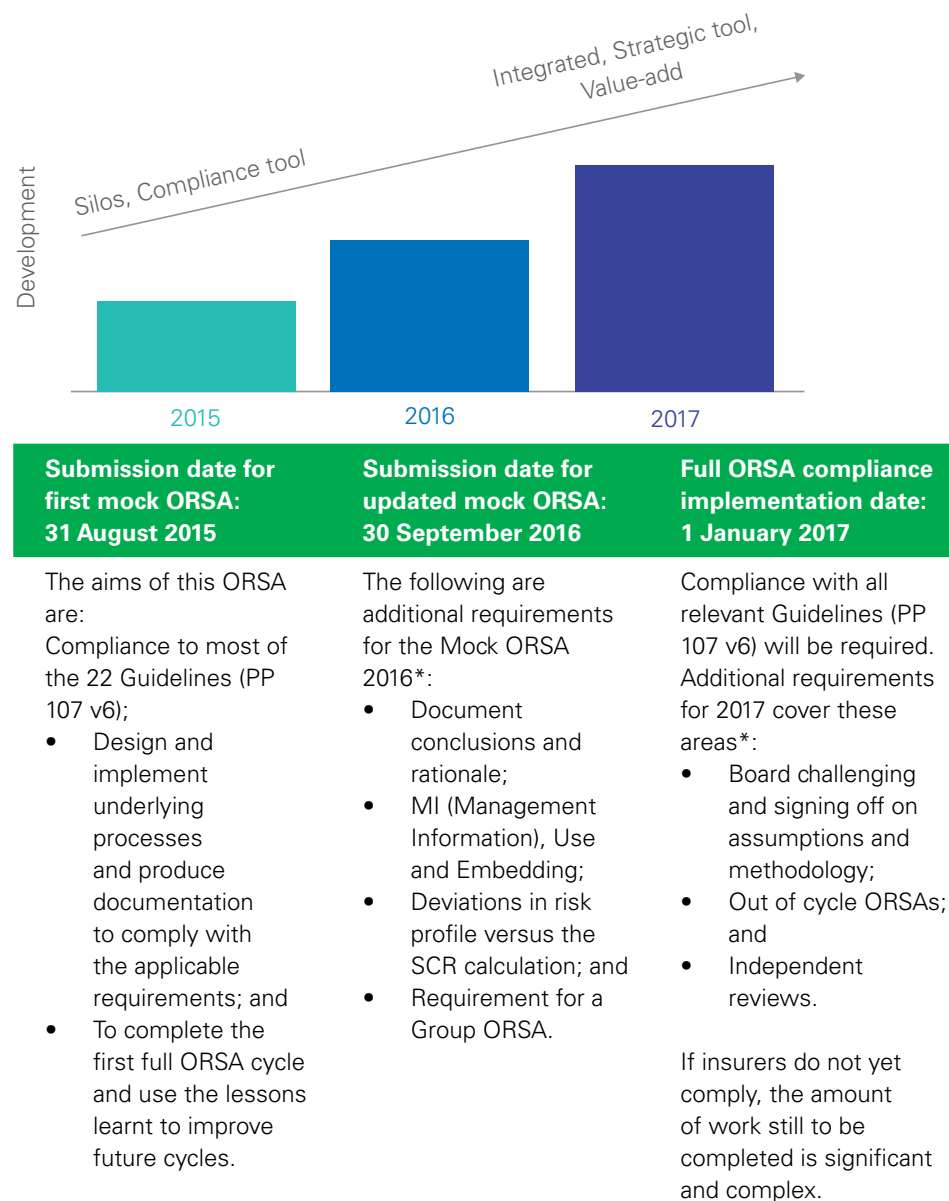 Integrated, Strategic tool,
Value-add
Silos, Compliance tool
Development
2015
2016
2017
Submission date for
first mock ORSA:
31 August 2015
The aims of this ORSA
are:
Compliance to most of
the 22 Guidelines (PP
107 v6);
• Design and
implement
underlying
processes
and produce
documentation
to comply with
the applicable
requirements; and
• To complete the
first full ORSA cycle
and use the lessons
learnt to improve
future cycles.
Submission date for
updated mock ORSA:
30 September 2016
The following are
additional requirements
for the Mock ORSA
2016*:
• Document
conclusions and
rationale;
• MI (Management
Information), Use
and Embedding;
• Deviations in risk
profile versus the
SCR calculation; and
• Requirement for a
Group ORSA.
Full ORSA compliance
implementation date:
1 January 2017
Compliance with all
relevant Guidelines (PP
107 v6) will be required.
Additional requirements
for 2017 cover these
areas*:
• Board challenging
and signing off on
assumptions and
methodology;
• Out of cycle ORSAs;
and
• Independent
reviews.
If insurers do not yet
comply, the amount
of work still to be
completed is significant
and complex.